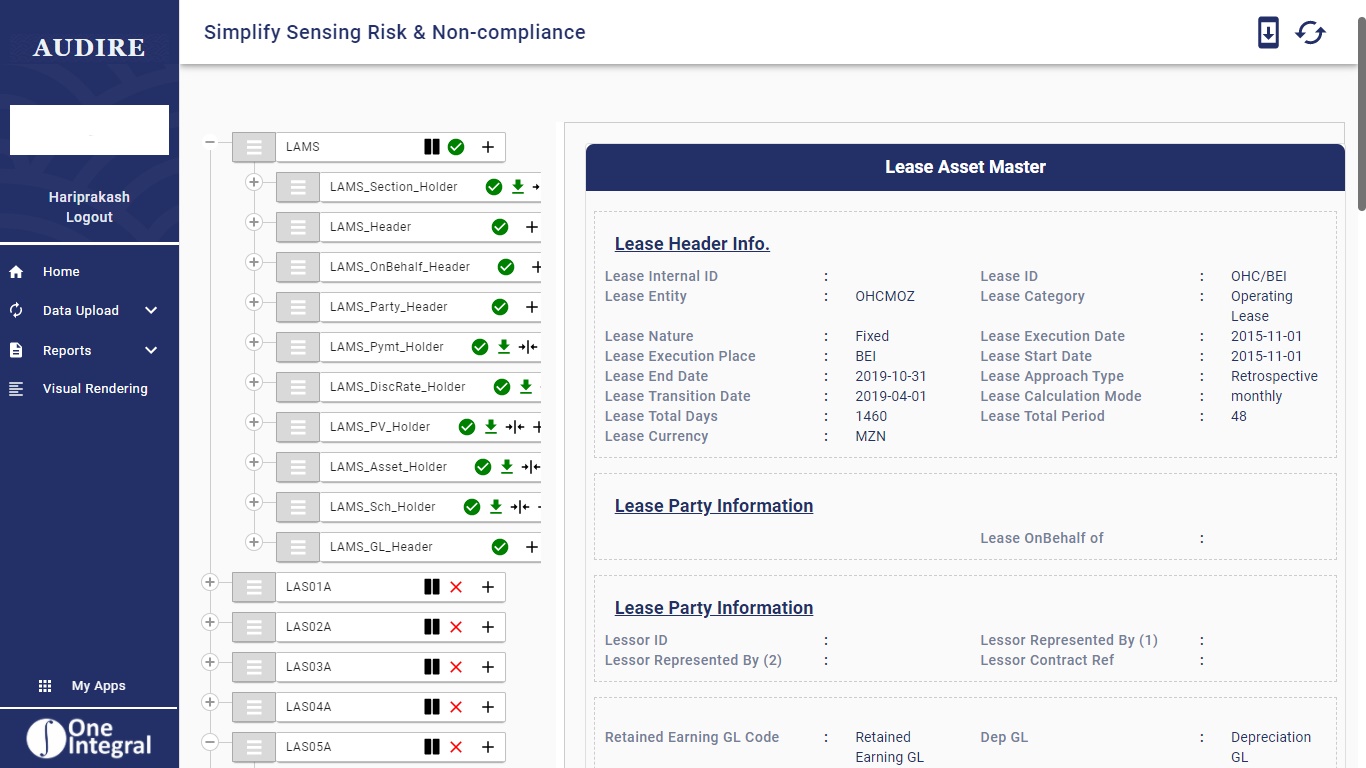 AUDIRE
Simplify Sensing Risk & Non-compliance
Hariprakash
Logout
Home
Data Upload
Reports
Visual Rendering
My Apps
One
Integral
LAMS
LAMS_Section_Holder
LAMS_Header
LAMS_OnBehalf_Header
LAMS_Party_Header
LAMS_Pymt_Holder
LAMS_DiscRate_Holder
LAMS_PV_Holder
LAMS_Asset_Holder
LAMS_Sch_Holder
LAMS_GL_Header
LAS01A
LAS02A
LAS03A
LAS04A
LAS05A
Lease Asset Master
Lease Header Info.
Lease Internal ID : Lease ID : OHC/BEI
Lease Entity : OHCMOZ Lease Category : Operating
Lease
Lease Nature : Fixed Lease Execution Date : 2015-11-01
Lease Execution Place : BEI Lease Start Date : 2015-11-01
Lease End Date : 2019-10-31 Lease Approach Type : Retrospective
Lease Transition Date : 2019-04-01 Lease Calculation Mode : monthly
Lease Total Days : 1460 Lease Total Period : 48
Lease Currency : MZN
Lease Party Information
Lease OnBehalf of :
Lease Party Information
Lessor ID : Lessor Represented By (1) :
Lessor Represented By (2) : Lessor Contract Ref :
Retained Earning GL Code : Retained Dep GL : Depreciation
Earning GL GL